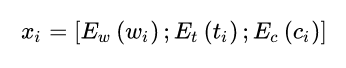 x_i = [E_w (w_i) ; E_t (t_i) ; E_c (c_i)]